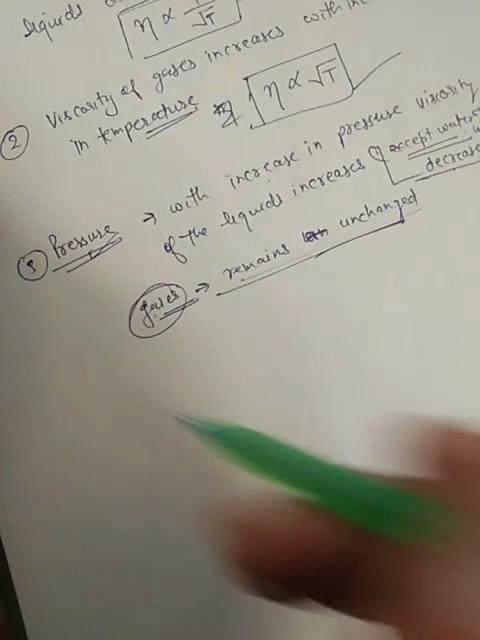 liquids
η ∝ 1/√T
② Viscosity of gases increases with in
in temperature ⇒ η ∝ √T
③ Pressure → with increase in pressure viscosity
of the liquids increases except water
decrease
gases → remains unchanged